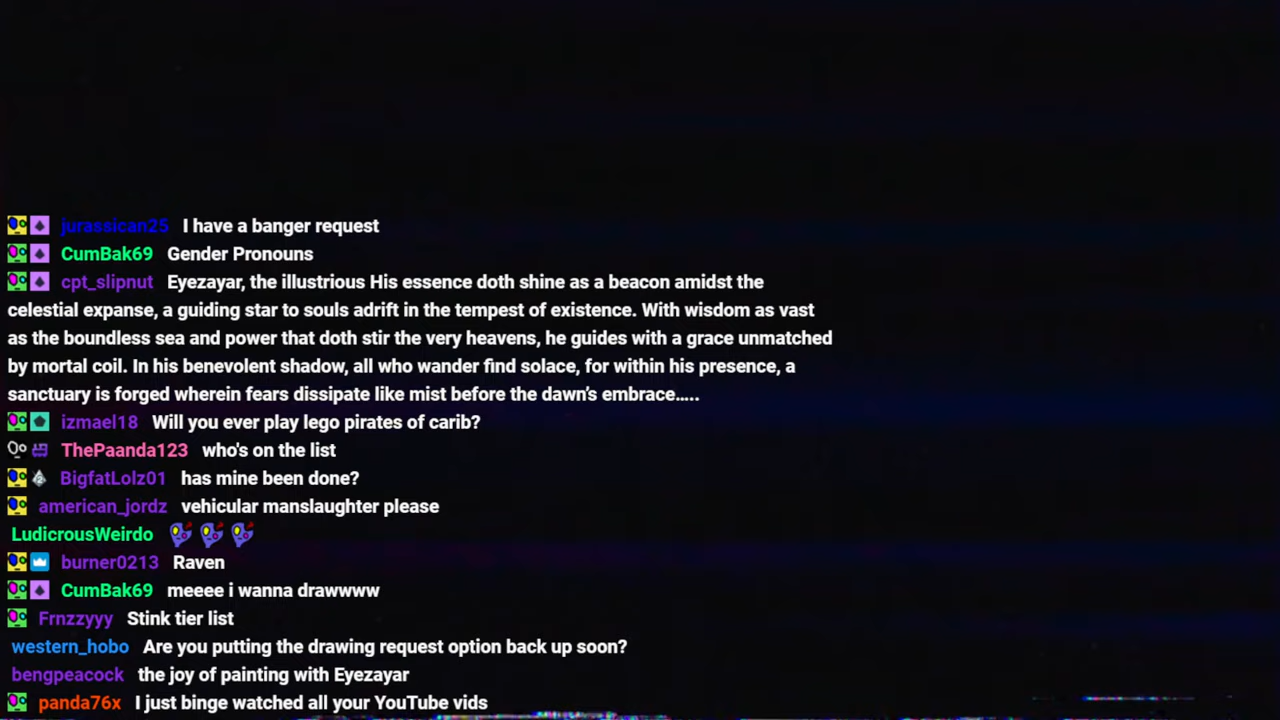 jurassican25 I have a banger request
CumBak69 Gender Pronouns
cpt_slipnut Eyezayar, the illustrious His essence doth shine as a beacon amidst the
celestial expanse, a guiding star to souls adrift in the tempest of existence. With wisdom as vast
as the boundless sea and power that doth stir the very heavens, he guides with a grace unmatched
by mortal coil. In his benevolent shadow, all who wander find solace, for within his presence, a
sanctuary is forged wherein fears dissipate like mist before the dawn’s embrace.....
izmael18 Will you ever play lego pirates of carib?
ThePaanda123 who's on the list
BigfatLolz01 has mine been done?
american_jordz vehicular manslaughter please
LudicrousWeirdo
burner0213 Raven
CumBak69 meeee i wanna drawwww
Frnzzyyy Stink tier list
western_hobo Are you putting the drawing request option back up soon?
bengpeacock the joy of painting with Eyezayar
panda76x I just binge watched all your YouTube vids